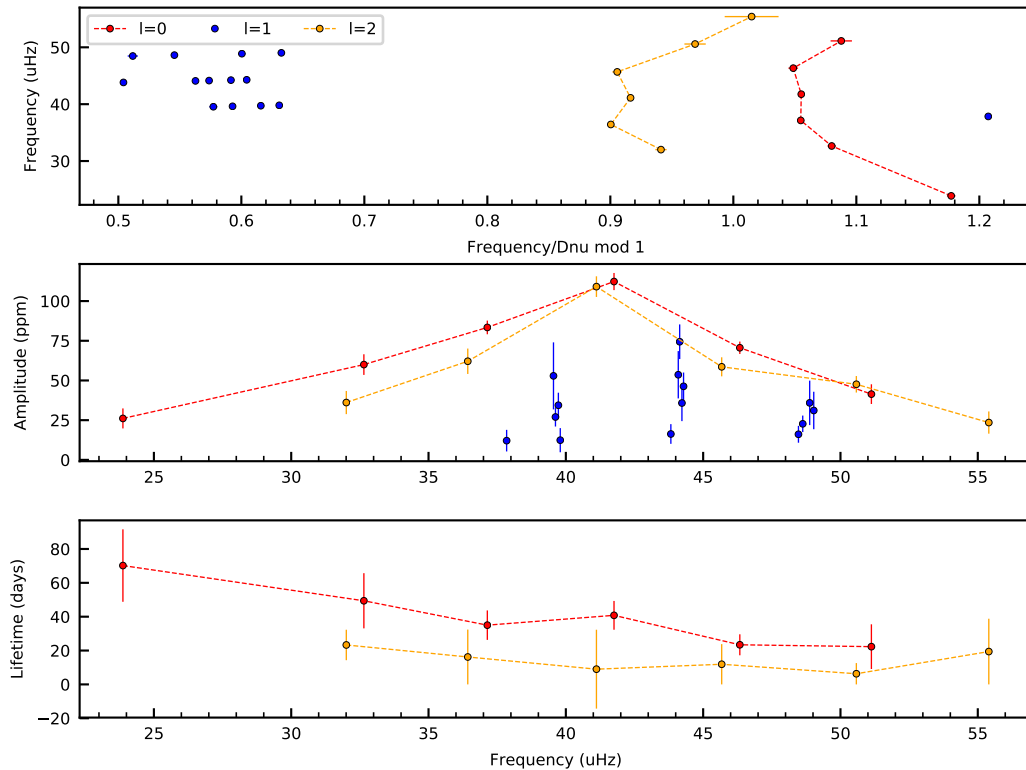 l=0 l=1 l=2
Frequency (uHz)
50
40
30
0.5 0.6 0.7 0.8 0.9 1.0 1.1 1.2
Frequency/Dnu mod 1
Amplitude (ppm)
100
75
50
25
0
25 30 35 40 45 50 55
Lifetime (days)
80
60
40
20
0
−20
25 30 35 40 45 50 55
Frequency (uHz)